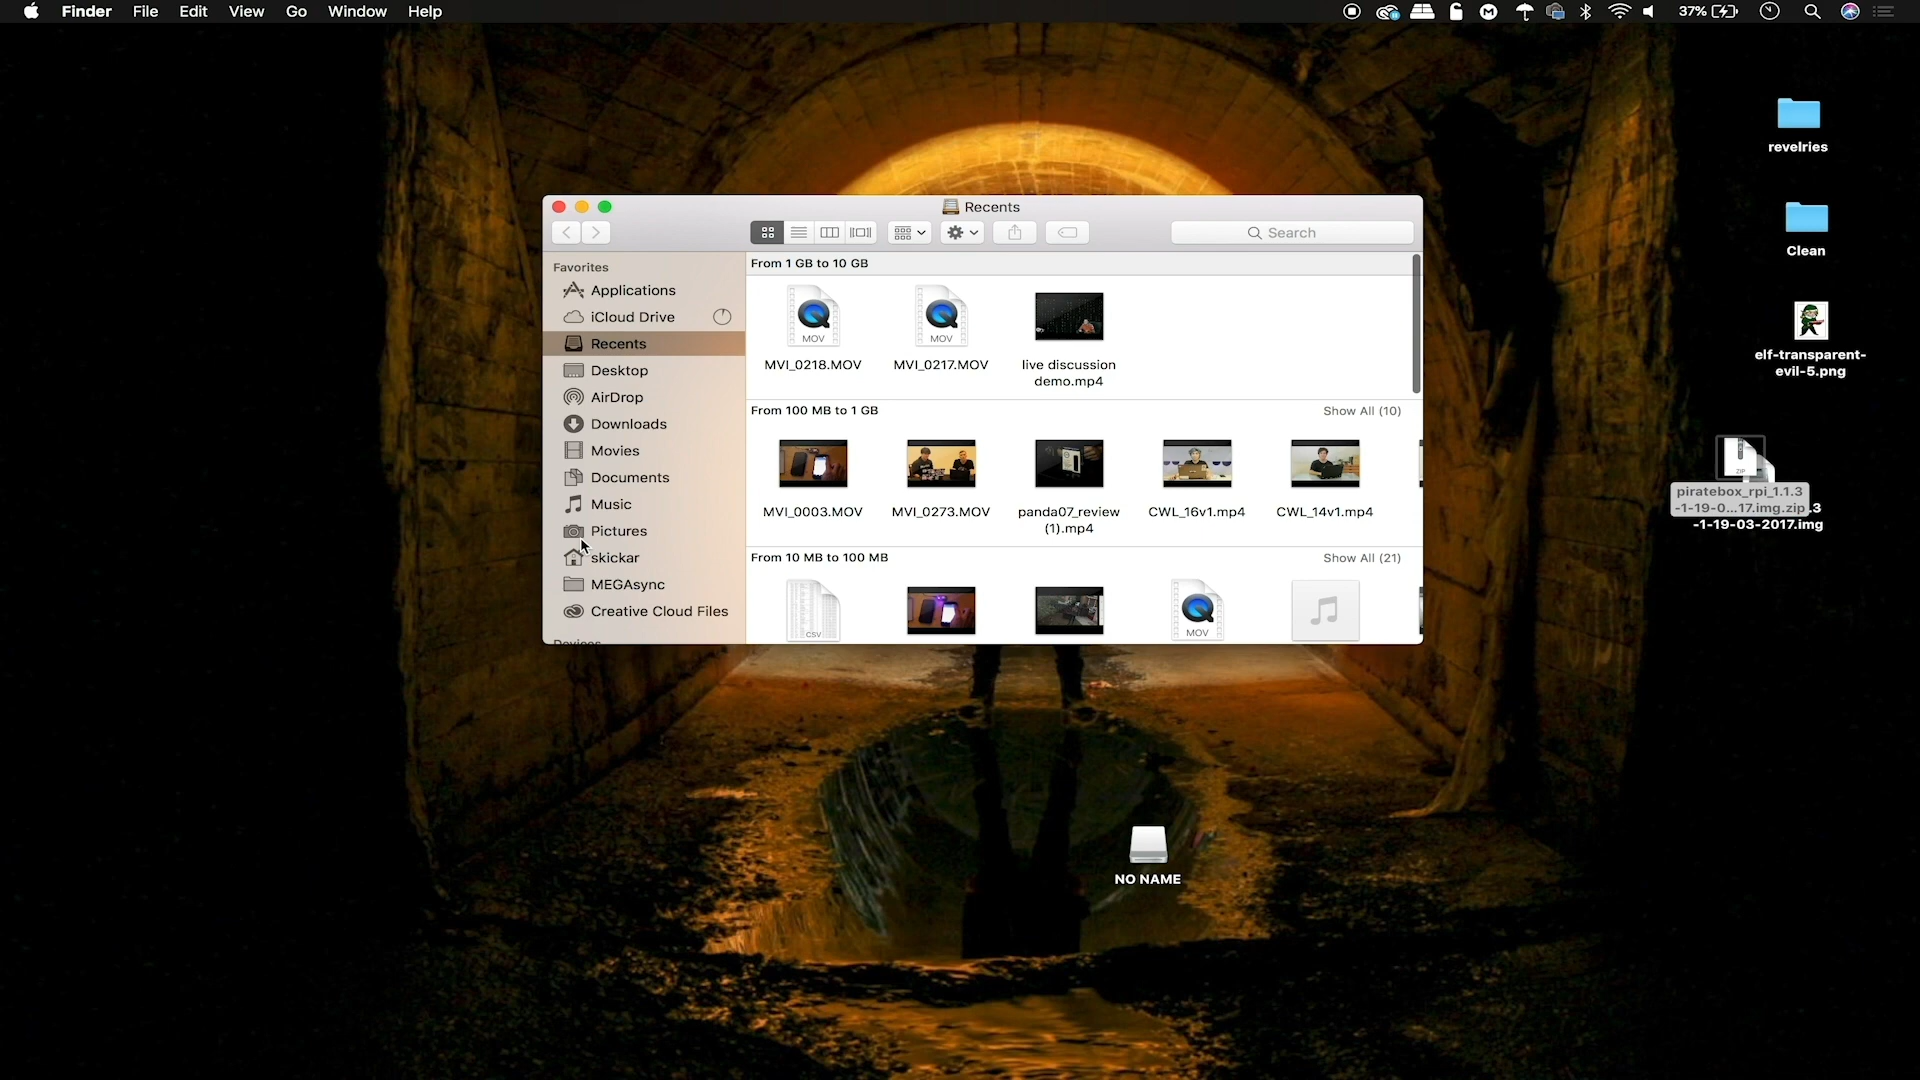 Finder File Edit View Go Window Help
37%
revelries
Clean
elf-transparent-
evil-5.png
ZIP
piratebox_rpi_1.1.3
-1-19-0...17.img.zip
.3
-1-19-03-2017.img
Recents
Search
Favorites
Applications
iCloud Drive
Recents
Desktop
AirDrop
Downloads
Movies
Documents
Music
Pictures
skickar
MEGAsync
Creative Cloud Files
Devices
From 1 GB to 10 GB
MOV
MOV
MVI_0218.MOV
MVI_0217.MOV
live discussion
demo.mp4
From 100 MB to 1 GB
Show All (10)
MVI_0003.MOV
MVI_0273.MOV
panda07_review
(1).mp4
CWL_16v1.mp4
CWL_14v1.mp4
From 10 MB to 100 MB
Show All (21)
CSV
MOV
NO NAME